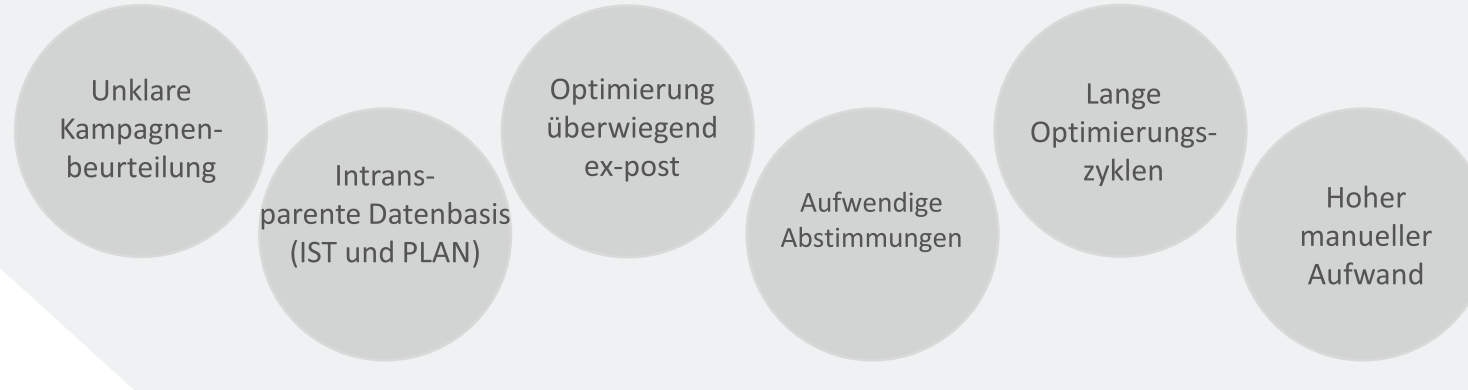 Unklare
Kampagnen-
beurteilung
Intrans-
parente Datenbasis
(IST und PLAN)
Optimierung
überwiegend
ex-post
Aufwendige
Abstimmungen
Lange
Optimierungs-
zyklen
Hoher
manueller
Aufwand